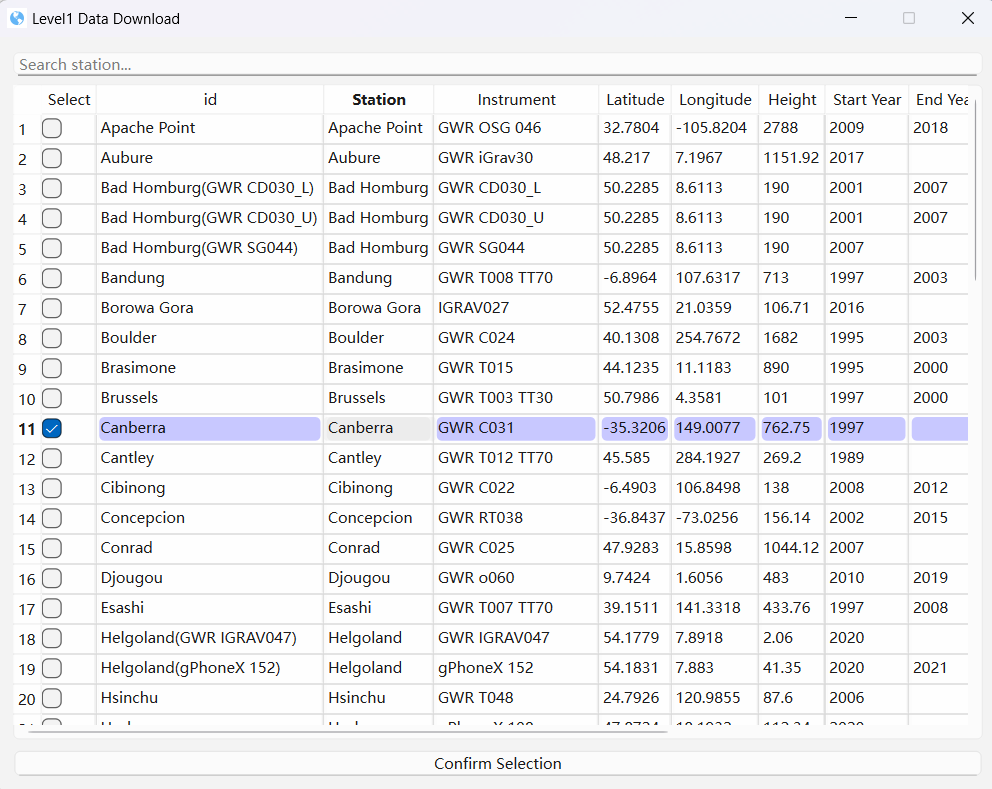 Level1 Data Download
Search station...
Select id Station Instrument Latitude Longitude Height Start Year End Yea
1 Apache Point Apache Point GWR OSG 046 32.7804 -105.8204 2788 2009 2018
2 Aubure Aubure GWR iGrav30 48.217 7.1967 1151.92 2017
3 Bad Homburg(GWR CD030_L) Bad Homburg GWR CD030_L 50.2285 8.6113 190 2001 2007
4 Bad Homburg(GWR CD030_U) Bad Homburg GWR CD030_U 50.2285 8.6113 190 2001 2007
5 Bad Homburg(GWR SG044) Bad Homburg GWR SG044 50.2285 8.6113 190 2007
6 Bandung Bandung GWR T008 TT70 -6.8964 107.6317 713 1997 2003
7 Borowa Gora Borowa Gora IGRAV027 52.4755 21.0359 106.71 2016
8 Boulder Boulder GWR C024 40.1308 254.7672 1682 1995 2003
9 Brasimone Brasimone GWR T015 44.1235 11.1183 890 1995 2000
10 Brussels Brussels GWR T003 TT30 50.7986 4.3581 101 1997 2000
11 Canberra Canberra GWR C031 -35.3206 149.0077 762.75 1997
12 Cantley Cantley GWR T012 TT70 45.585 284.1927 269.2 1989
13 Cibinong Cibinong GWR C022 -6.4903 106.8498 138 2008 2012
14 Concepcion Concepcion GWR RT038 -36.8437 -73.0256 156.14 2002 2015
15 Conrad Conrad GWR C025 47.9283 15.8598 1044.12 2007
16 Djougou Djougou GWR o060 9.7424 1.6056 483 2010 2019
17 Esashi Esashi GWR T007 TT70 39.1511 141.3318 433.76 1997 2008
18 Helgoland(GWR IGRAV047) Helgoland GWR IGRAV047 54.1779 7.8918 2.06 2020
19 Helgoland(gPhoneX 152) Helgoland gPhoneX 152 54.1831 7.883 41.35 2020 2021
20 Hsinchu Hsinchu GWR T048 24.7926 120.9855 87.6 2006
Confirm Selection